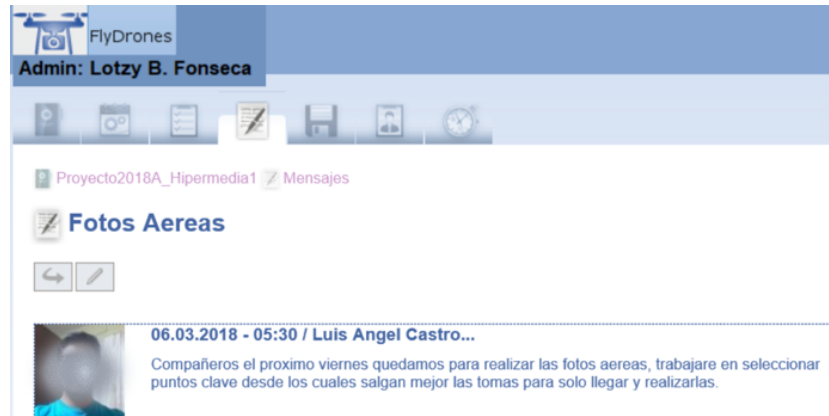 FlyDrones
Admin: Lotzy B. Fonseca
Proyecto2018A_Hipermedia1 Mensajes
Fotos Aereas
06.03.2018 - 05:30 / Luis Angel Castro...
Compañeros el proximo viernes quedamos para realizar las fotos aereas, trabajare en seleccionar
puntos clave desde los cuales salgan mejor las tomas para solo llegar y realizarlas.